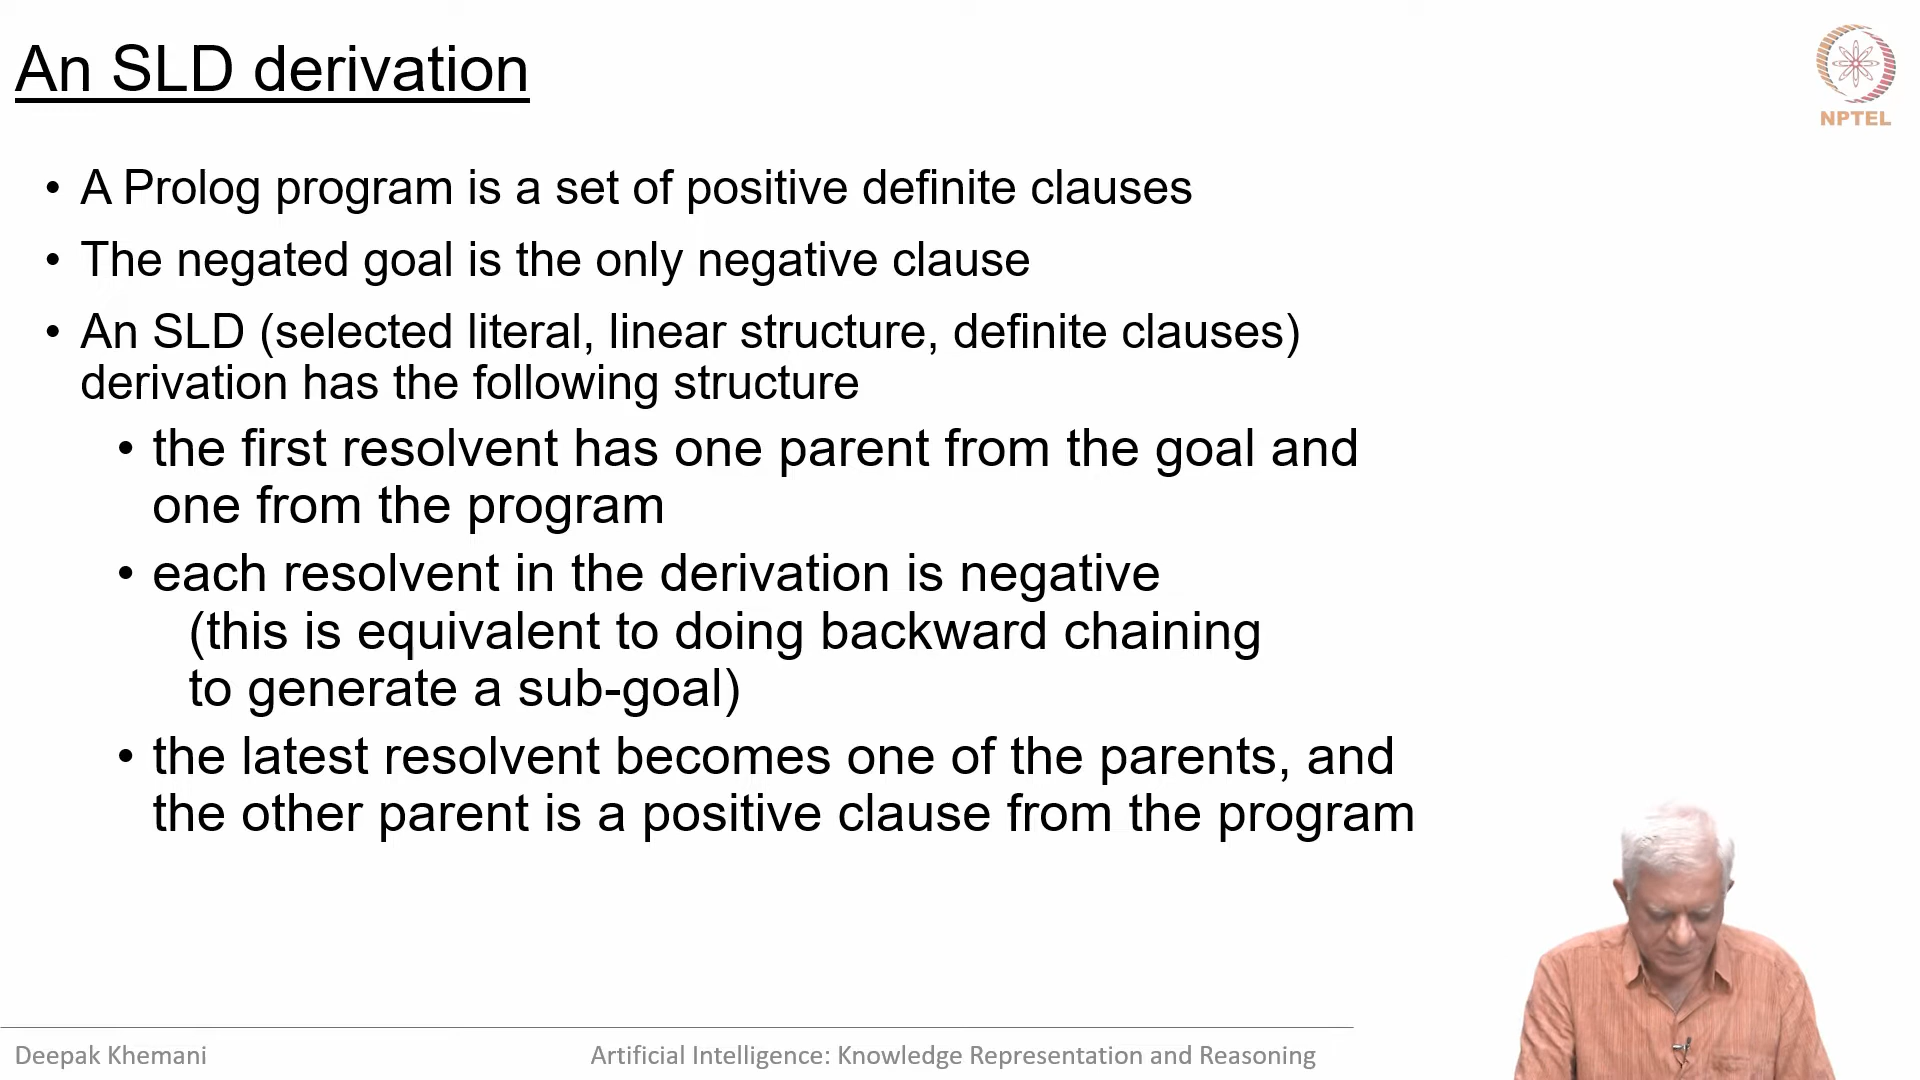 An SLD derivation
NPTEL
• A Prolog program is a set of positive definite clauses
• The negated goal is the only negative clause
• An SLD (selected literal, linear structure, definite clauses)
derivation has the following structure
• the first resolvent has one parent from the goal and
one from the program
• each resolvent in the derivation is negative
(this is equivalent to doing backward chaining
to generate a sub-goal)
• the latest resolvent becomes one of the parents, and
the other parent is a positive clause from the program
Deepak Khemani
Artificial Intelligence: Knowledge Representation and Reasoning